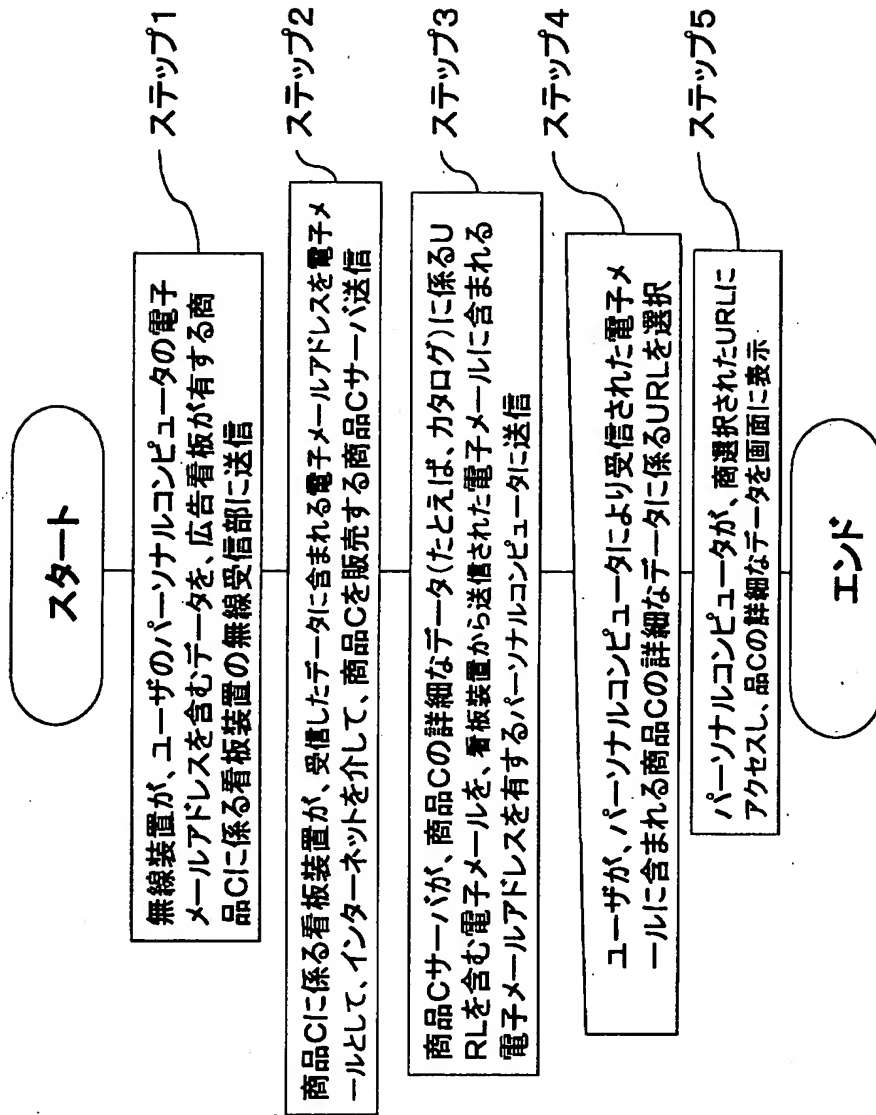 スタート
無線装置が、ユーザのパーソナルコンピュータの電子
メールアドレスを含むデータを、広告看板が有する商
品Cに係る看板装置の無線受信部に送信
ステップ1
商品Cに係る看板装置が、受信したデータに含まれる電子メールアドレスを電子メ
ールとして、インターネットを介して、商品Cを販売する商品Cサーバ送信
ステップ2
商品Cサーバが、商品Cの詳細なデータ(たとえば、カタログ)に係るU
RLを含む電子メールを、看板装置から送信された電子メールに含まれる
電子メールアドレスを有するパーソナルコンピュータに送信
ステップ3
ユーザが、パーソナルコンピュータにより受信された電子メ
ールに含まれる商品Cの詳細なデータに係るURLを選択
ステップ4
パーソナルコンピュータが、商選択されたURLに
アクセスし、品Cの詳細なデータを画面に表示
ステップ5
エンド